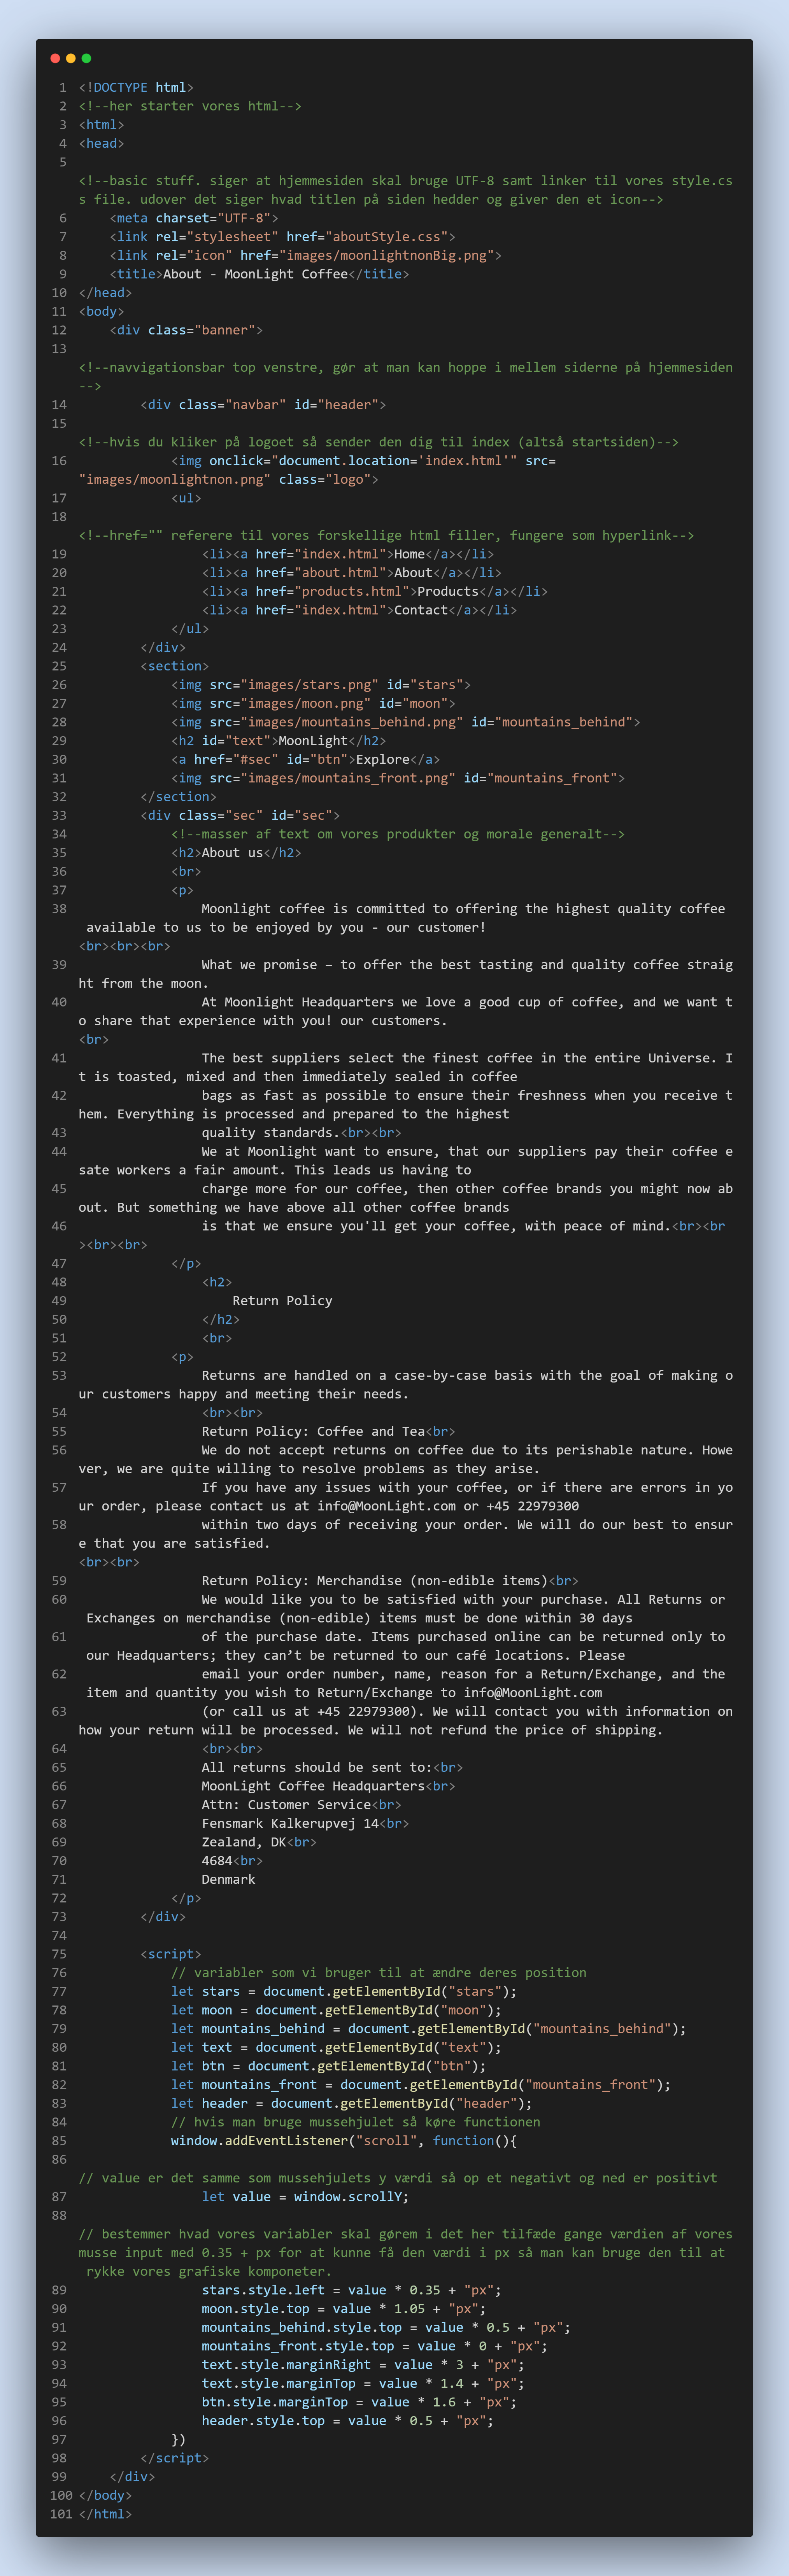 1 <!DOCTYPE html>
2 <!--her starter vores html-->
3 <html>
4 <head>
5
<!--basic stuff. siger at hjemmesiden skal bruge UTF-8 samt linker til vores style.cs
s file. udover det siger hvad titlen på siden hedder og giver den et icon-->
6     <meta charset="UTF-8">
7     <link rel="stylesheet" href="aboutStyle.css">
8     <link rel="icon" href="images/moonlightnonBig.png">
9     <title>About - MoonLight Coffee</title>
10 </head>
11 <body>
12     <div class="banner">
13
<!--navvigationsbar top venstre, gør at man kan hoppe i mellem siderne på hjemmesiden
-->
14         <div class="navbar" id="header">
15
<!--hvis du kliker på logoet så sender den dig til index (altså startsiden)-->
16             <img onclick="document.location='index.html'" src=
"images/moonlightnon.png" class="logo">
17             <ul>
18
<!--href="" referere til vores forskellige html filler, fungere som hyperlink-->
19                 <li><a href="index.html">Home</a></li>
20                 <li><a href="about.html">About</a></li>
21                 <li><a href="products.html">Products</a></li>
22                 <li><a href="index.html">Contact</a></li>
23             </ul>
24         </div>
25         <section>
26             <img src="images/stars.png" id="stars">
27             <img src="images/moon.png" id="moon">
28             <img src="images/mountains_behind.png" id="mountains_behind">
29             <h2 id="text">MoonLight</h2>
30             <a href="#sec" id="btn">Explore</a>
31             <img src="images/mountains_front.png" id="mountains_front">
32         </section>
33         <div class="sec" id="sec">
34             <!--masser af text om vores produkter og morale generalt-->
35             <h2>About us</h2>
36             <br>
37             <p>
38                 Moonlight coffee is committed to offering the highest quality coffee
 available to us to be enjoyed by you - our customer!
<br><br><br>
39                 What we promise – to offer the best tasting and quality coffee straig
ht from the moon.
40                 At Moonlight Headquarters we love a good cup of coffee, and we want t
o share that experience with you! our customers.
<br>
41                 The best suppliers select the finest coffee in the entire Universe. I
t is toasted, mixed and then immediately sealed in coffee
42                 bags as fast as possible to ensure their freshness when you receive t
hem. Everything is processed and prepared to the highest
43                 quality standards.<br><br>
44                 We at Moonlight want to ensure, that our suppliers pay their coffee e
sate workers a fair amount. This leads us having to
45                 charge more for our coffee, then other coffee brands you might now ab
out. But something we have above all other coffee brands
46                 is that we ensure you'll get your coffee, with peace of mind.<br><br
><br><br>
47             </p>
48                 <h2>
49                     Return Policy
50                 </h2>
51                 <br>
52             <p>
53                 Returns are handled on a case-by-case basis with the goal of making o
ur customers happy and meeting their needs.
54                 <br><br>
55                 Return Policy: Coffee and Tea<br>
56                 We do not accept returns on coffee due to its perishable nature. Howe
ver, we are quite willing to resolve problems as they arise.
57                 If you have any issues with your coffee, or if there are errors in yo
ur order, please contact us at info@MoonLight.com or +45 22979300
58                 within two days of receiving your order. We will do our best to ensur
e that you are satisfied.
<br><br>
59                 Return Policy: Merchandise (non-edible items)<br>
60                 We would like you to be satisfied with your purchase. All Returns or
 Exchanges on merchandise (non-edible) items must be done within 30 days
61                 of the purchase date. Items purchased online can be returned only to
 our Headquarters; they can’t be returned to our café locations. Please
62                 email your order number, name, reason for a Return/Exchange, and the
 item and quantity you wish to Return/Exchange to info@MoonLight.com
63                 (or call us at +45 22979300). We will contact you with information on
how your return will be processed. We will not refund the price of shipping.
64                 <br><br>
65                 All returns should be sent to:<br>
66                 MoonLight Coffee Headquarters<br>
67                 Attn: Customer Service<br>
68                 Fensmark Kalkerupvej 14<br>
69                 Zealand, DK<br>
70                 4684<br>
71                 Denmark
72             </p>
73         </div>
74
75         <script>
76             // variabler som vi bruger til at ændre deres position
77             let stars = document.getElementById("stars");
78             let moon = document.getElementById("moon");
79             let mountains_behind = document.getElementById("mountains_behind");
80             let text = document.getElementById("text");
81             let btn = document.getElementById("btn");
82             let mountains_front = document.getElementById("mountains_front");
83             let header = document.getElementById("header");
84             // hvis man bruge mussehjulet så køre functionen
85             window.addEventListener("scroll", function(){
86
// value er det samme som mussehjulets y værdi så op et negativt og ned er positivt
87                 let value = window.scrollY;
88
// bestemmer hvad vores variabler skal gørem i det her tilfæde gange værdien af vores
musse input med 0.35 + px for at kunne få den værdi i px så man kan bruge den til at
 rykke vores grafiske komponeter.
89                 stars.style.left = value * 0.35 + "px";
90                 moon.style.top = value * 1.05 + "px";
91                 mountains_behind.style.top = value * 0.5 + "px";
92                 mountains_front.style.top = value * 0 + "px";
93                 text.style.marginRight = value * 3 + "px";
94                 text.style.marginTop = value * 1.4 + "px";
95                 btn.style.marginTop = value * 1.6 + "px";
96                 header.style.top = value * 0.5 + "px";
97             })
98         </script>
99     </div>
100 </body>
101 </html>